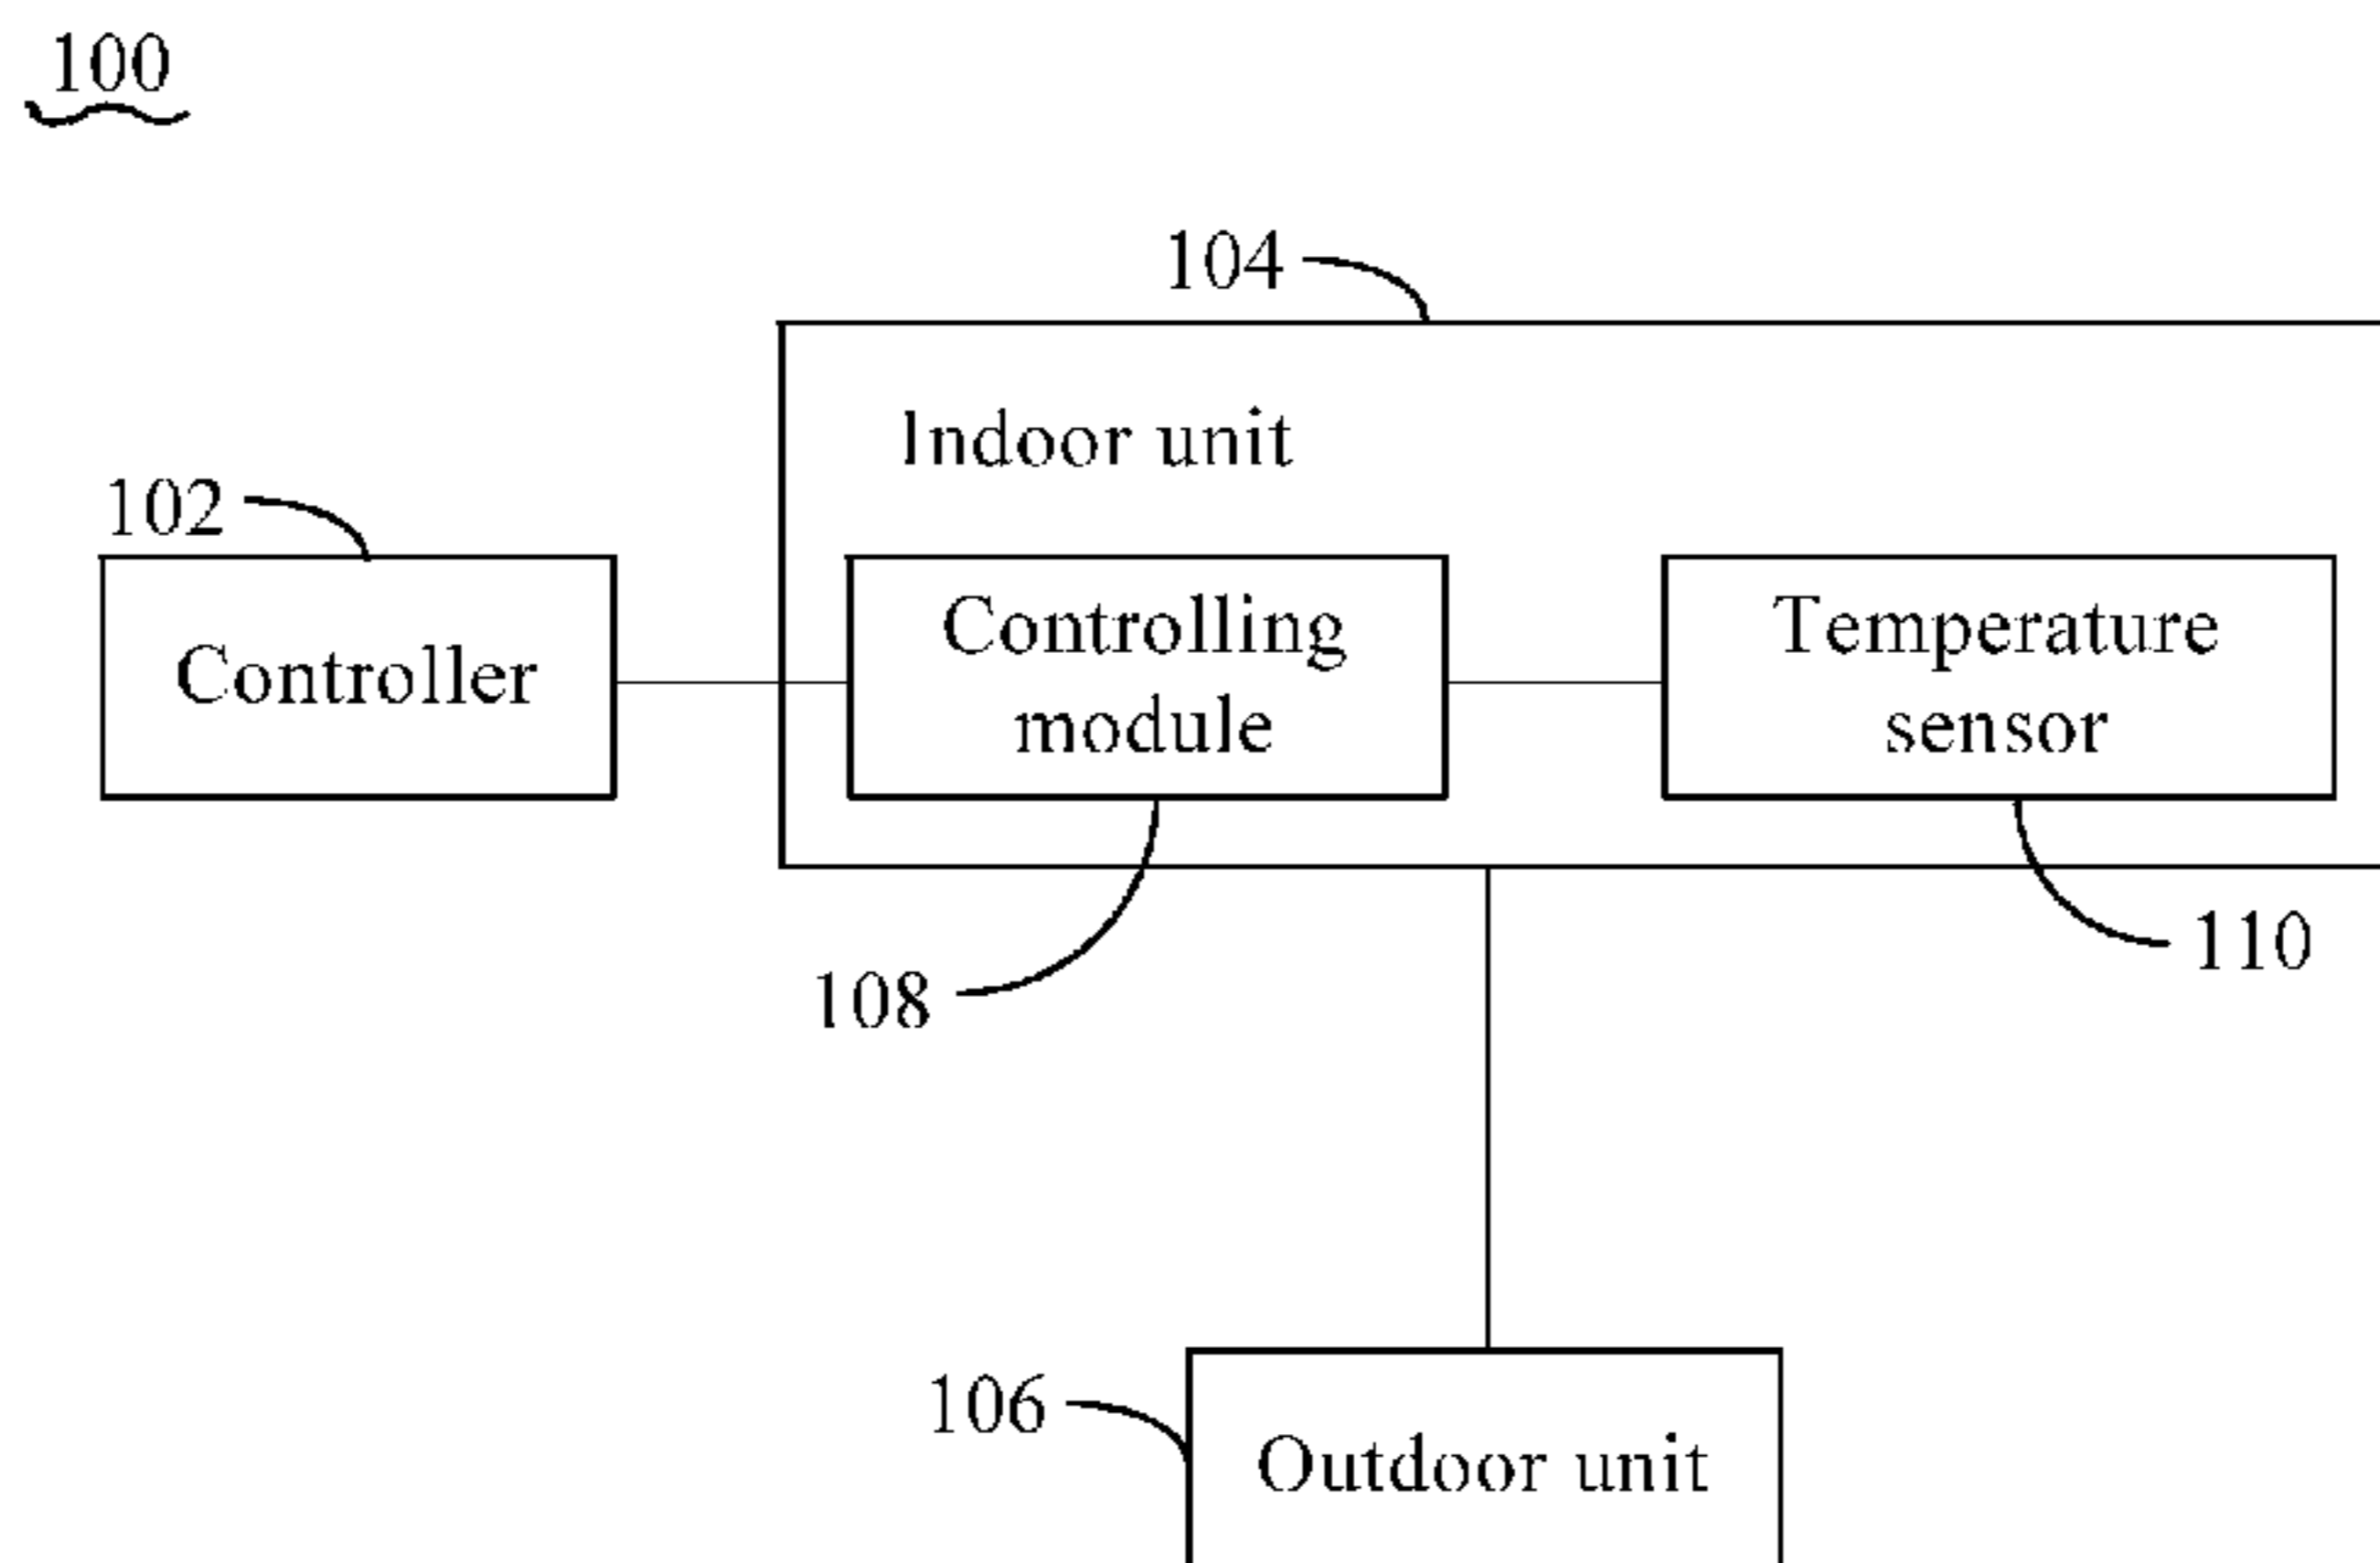 100
104
Indoor unit
102
Controller
Controlling
module
Temperature
sensor
108
110
106
Outdoor unit